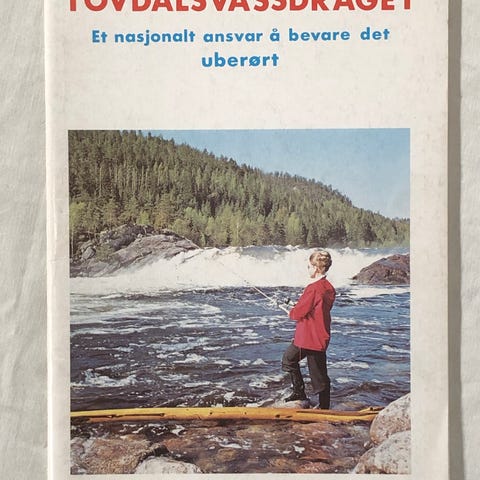 TOVDALSVASSDRAGET
Et nasjonalt ansvar å bevare det
uberørt